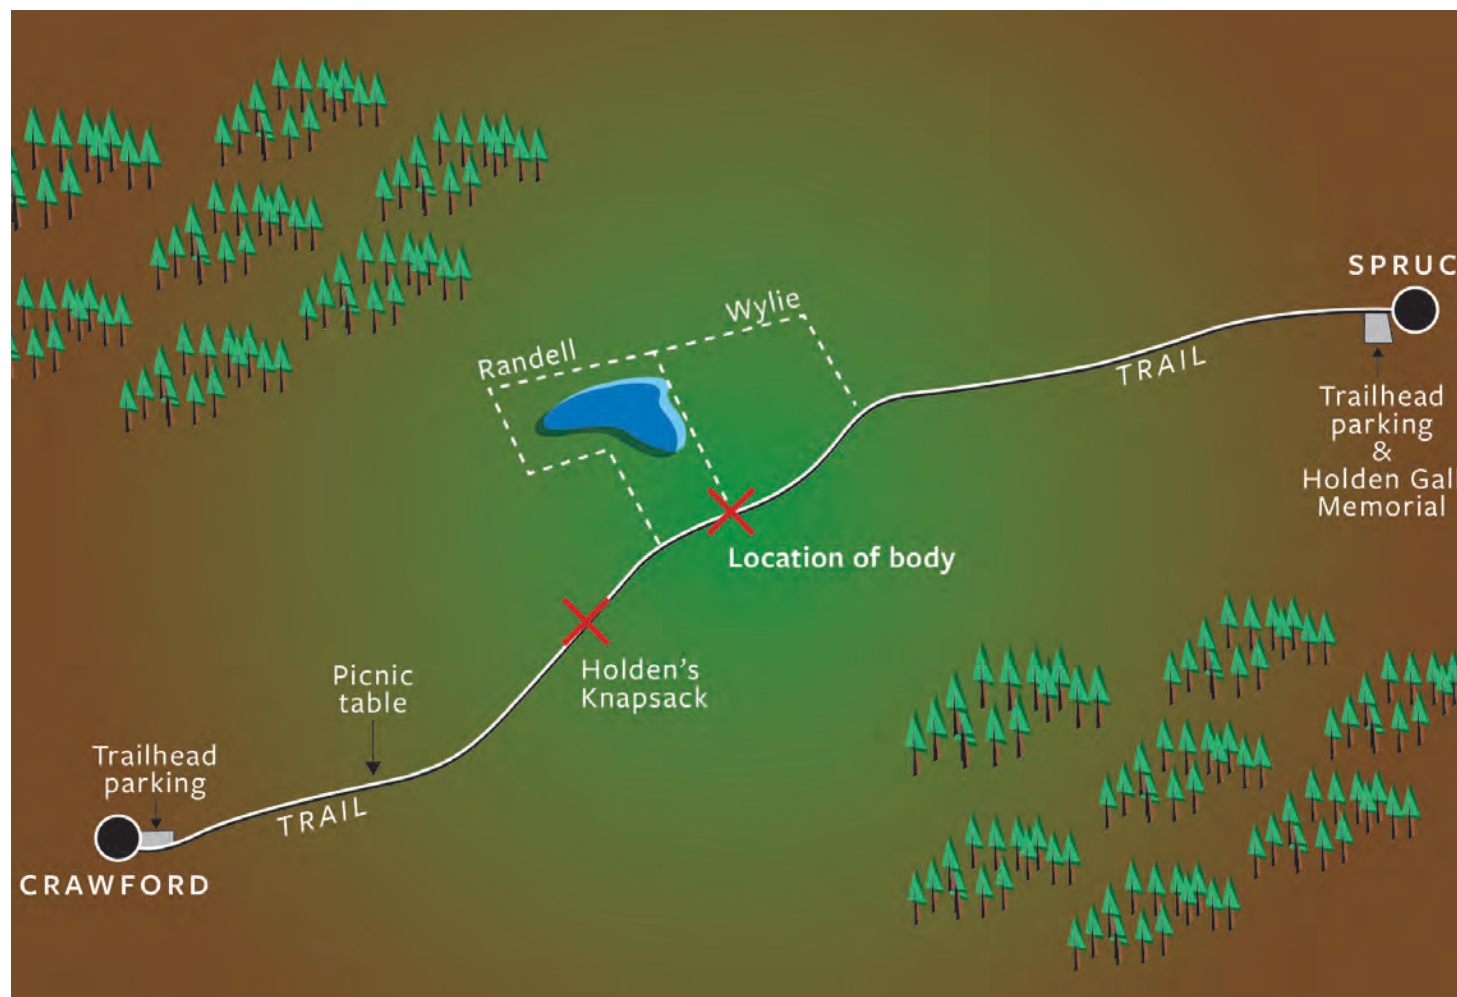 SPRUC
Wylie
Randell
TRAIL
Trailhead
parking
&
Holden Gall
Memorial
Location of body
Holden's
Knapsack
Picnic
table
Trailhead
parking
TRAIL
CRAWFORD